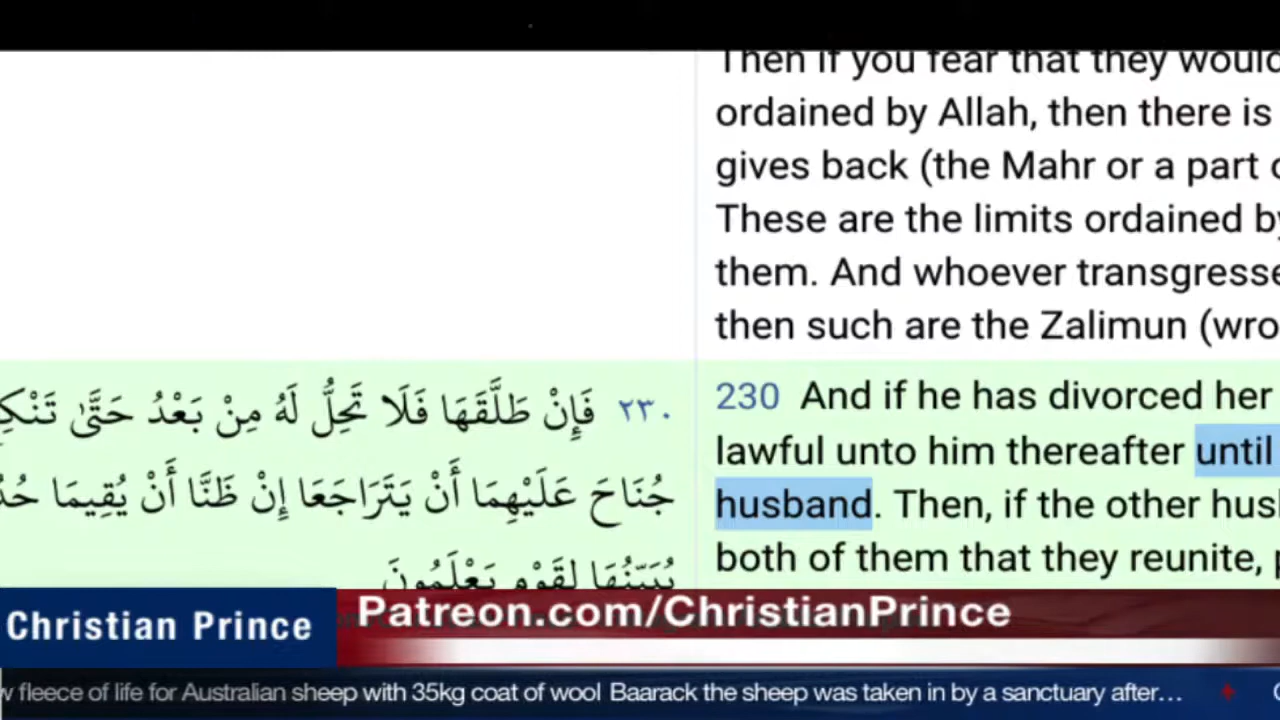 Then if you fear that they would
ordained by Allah, then there is
gives back (the Mahr or a part
These are the limits ordained by
them. And whoever transgresse
then such are the Zalimun (wro
٢٣٠ فَإِنْ طَلَّقَهَا فَلَا تَحِلُّ لَهُ مِنْ بَعْدُ حَتَّىٰ تَنْكِ
جُنَاحَ عَلَيْهِمَا أَنْ يَتَرَاجَعَا إِنْ ظَنَّا أَنْ يُقِيمَا حُدُ
يُبَيِّنُهَا لِقَوْمٍ يَعْلَمُونَ
230 And if he has divorced her
lawful unto him thereafter until
husband. Then, if the other hus
both of them that they reunite,
Christian Prince
Patreon.com/ChristianPrince
w fleece of life for Australian sheep with 35kg coat of wool Baarack the sheep was taken in by a sanctuary after...